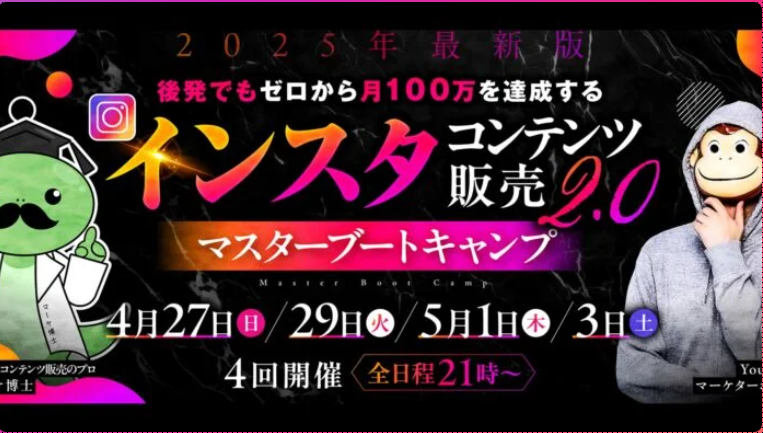 2025年最新版
後発でもゼロから月100万を達成する
インスタ
コンテンツ
販売
2.0
マスターブートキャンプ
Master Boot Camp
4月27日 日/29日 火/5月1日 木/3日 土
4回開催 全日程21時〜
マーケ博士
コンテンツ販売のプロ
博士
You
マーケター